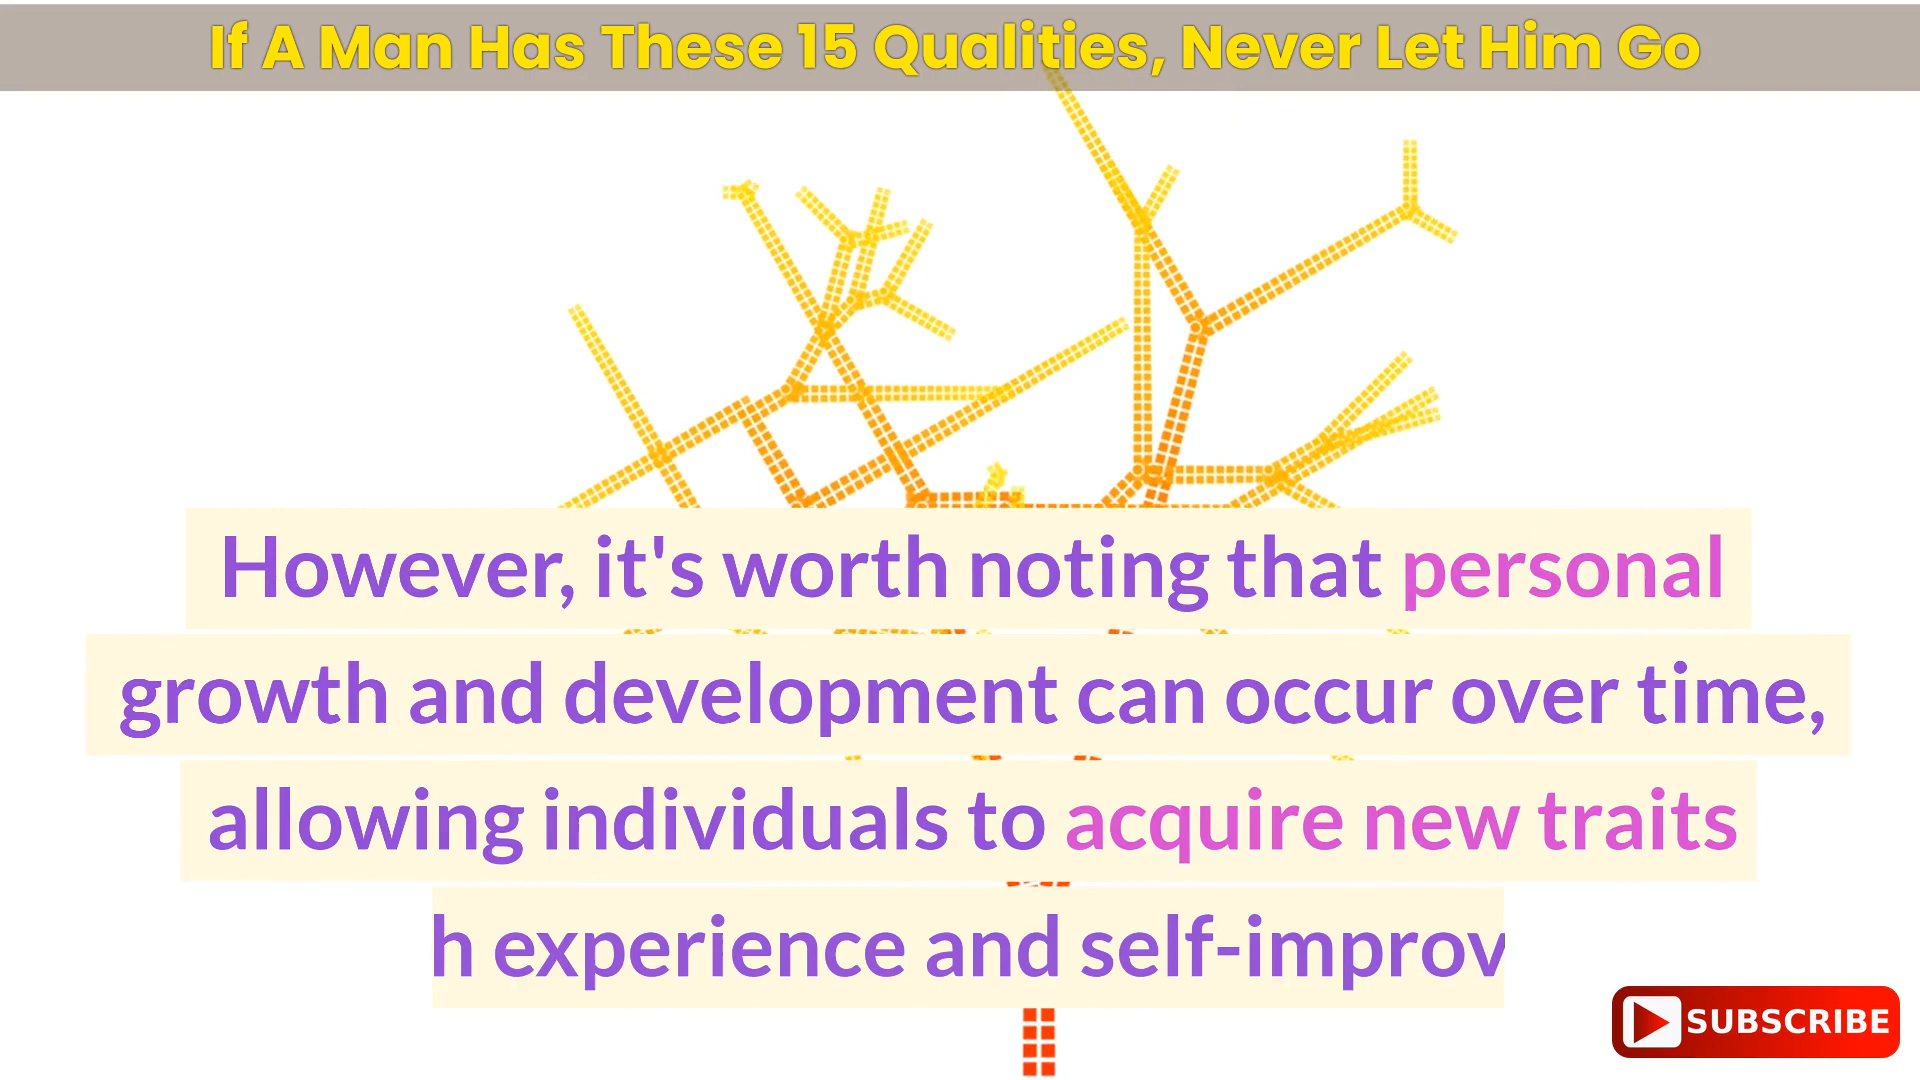 If A Man Has These 15 Qualities, Never Let Him Go
However, it's worth noting that personal
growth and development can occur over time,
allowing individuals to acquire new traits
h experience and self-improv
SUBSCRIBE